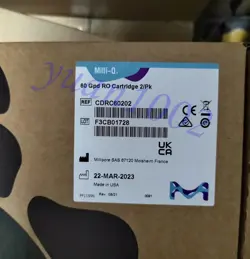 Milli-Q®
60 Gpd RO Cartridge 2/Pk
REF CDRC60202
LOT F3CB01728
UK
CA
Millipore SAS 67120 Molsheim France
22-MAR-2023
Made in USA
M